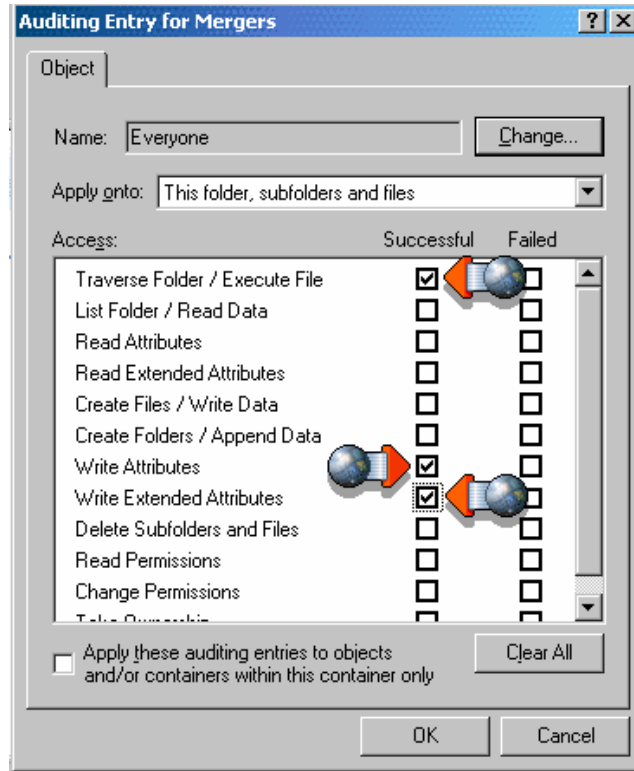 Auditing Entry for Mergers
Object
Name: Everyone Change...
Apply onto: This folder, subfolders and files
Access: Successful Failed
Traverse Folder / Execute File
List Folder / Read Data
Read Attributes
Read Extended Attributes
Create Files / Write Data
Create Folders / Append Data
Write Attributes
Write Extended Attributes
Delete Subfolders and Files
Read Permissions
Change Permissions
Take Ownership
Apply these auditing entries to objects Clear All
and/or containers within this container only
OK Cancel